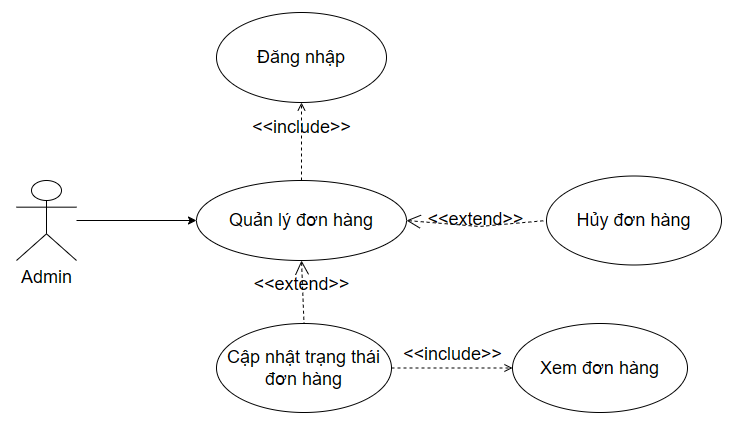 Đăng nhập
<<include>>
Quản lý đơn hàng
<<extend>>
Hủy đơn hàng
Admin
<<extend>>
Cập nhật trạng thái
đơn hàng
<<include>>
Xem đơn hàng